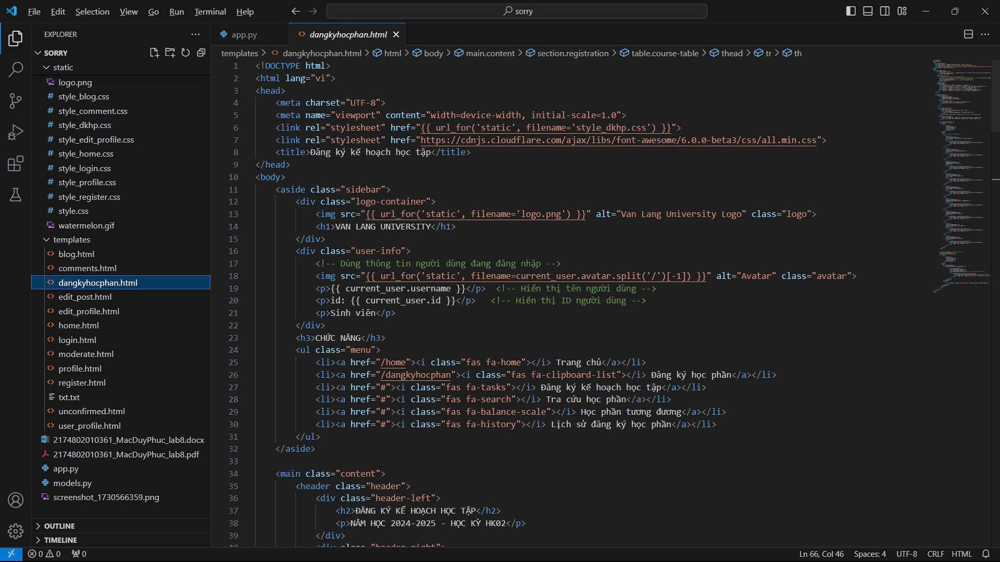 File Edit Selection View Go Run Terminal Help
sorry
EXPLORER
SORRY
static
logo.png
style_blog.css
style_comment.css
style_dkhp.css
style_edit_profile.css
style_home.css
style_login.css
style_profile.css
style_register.css
style.css
watermelon.gif
templates
blog.html
comments.html
dangkyhocphan.html
edit_post.html
edit_profile.html
home.html
login.html
moderate.html
profile.html
register.html
txt.txt
unconfirmed.html
user_profile.html
2174802010361_MacDuyPhuc_lab8.docx
2174802010361_MacDuyPhuc_lab8.pdf
app.py
models.py
screenshot_1730566359.png
OUTLINE
TIMELINE
app.py
dangkyhocphan.html
templates > dangkyhocphan.html > html > body > main.content > section.registration > table.course-table > thead > tr > th
1 <!DOCTYPE html>
2 <html lang="vi">
3 <head>
4 <meta charset="UTF-8">
5 <meta name="viewport" content="width=device-width, initial-scale=1.0">
6 <link rel="stylesheet" href="{{ url_for('static', filename='style_dkhp.css') }}">
7 <link rel="stylesheet" href="https://cdnjs.cloudflare.com/ajax/libs/font-awesome/6.0.0-beta3/css/all.min.css">
8 <title>Đăng ký kế hoạch học tập</title>
9 </head>
10 <body>
11 <aside class="sidebar">
12 <div class="logo-container">
13 <img src="{{ url_for('static', filename='logo.png') }}" alt="Van Lang University Logo" class="logo">
14 <h1>VAN LANG UNIVERSITY</h1>
15 </div>
16 <div class="user-info">
17 <!-- Dùng thông tin người dùng đang đăng nhập -->
18 <img src="{{ url_for('static', filename=current_user.avatar.split('/')[-1]) }}" alt="Avatar" class="avatar">
19 <p>{{ current_user.username }}</p> <!-- Hiển thị tên người dùng -->
20 <p>id: {{ current_user.id }}</p> <!-- Hiển thị ID người dùng -->
21 <p>Sinh viên</p>
22 </div>
23 <h3>CHỨC NĂNG</h3>
24 <ul class="menu">
25 <li><a href="/home"><i class="fas fa-home"></i> Trang chủ</a></li>
26 <li><a href="/dangkyhocphan"><i class="fas fa-clipboard-list"></i> Đăng ký học phần</a></li>
27 <li><a href="#"><i class="fas fa-tasks"></i> Đăng ký kế hoạch học tập</a></li>
28 <li><a href="#"><i class="fas fa-search"></i> Tra cứu học phần</a></li>
29 <li><a href="#"><i class="fas fa-balance-scale"></i> Học phần tương đương</a></li>
30 <li><a href="#"><i class="fas fa-history"></i> Lịch sử đăng ký học phần</a></li>
31 </ul>
32 </aside>
33
34 <main class="content">
35 <header class="header">
36 <div class="header-left">
37 <h2>ĐĂNG KÝ KẾ HOẠCH HỌC TẬP</h2>
38 <p>NĂM HỌC 2024-2025 - HỌC KỲ HK02</p>
39 </div>
40 <div class="header-right">
0 0 0
Ln 66, Col 46 Spaces: 4 UTF-8 CRLF HTML